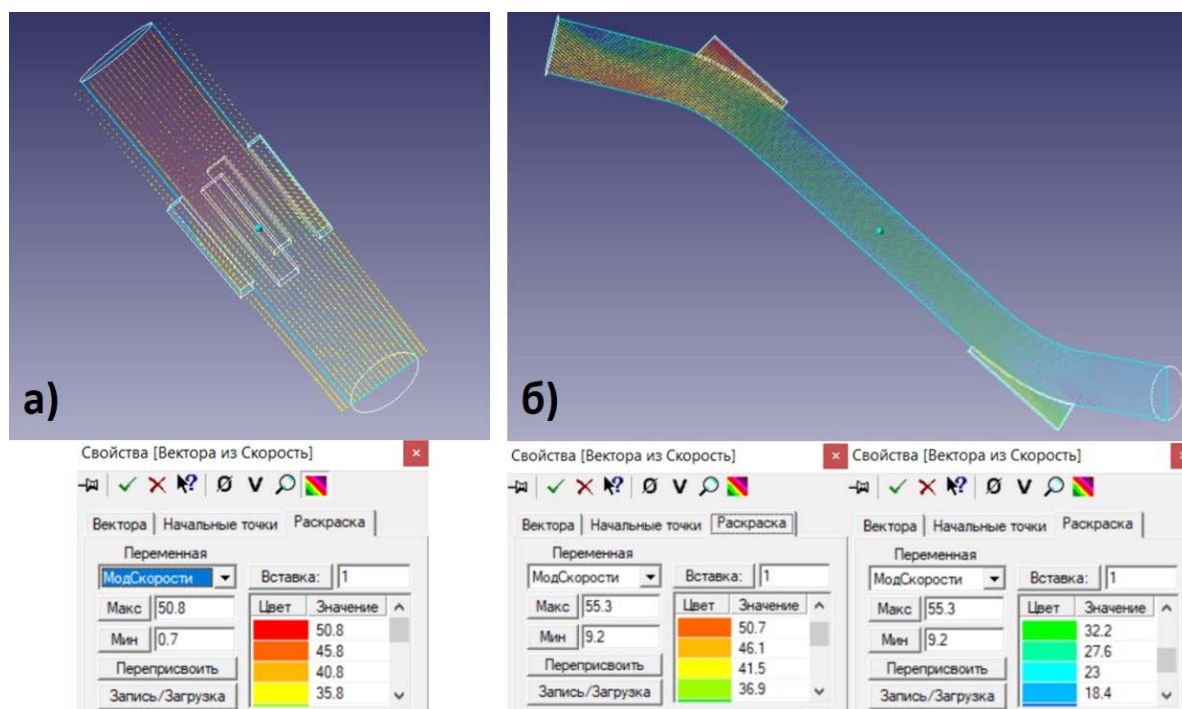 а)
б)
Свойства [Вектора из Скорость]
Вектора Начальные точки Раскраска
Переменная
МодСкорости Вставка: 1
Макс 50.8 Цвет Значение
Мин 0.7 50.8
45.8
Переприсвоить 40.8
Запись/Загрузка 35.8
Свойства [Вектора из Скорость]
Вектора Начальные точки Раскраска
Переменная
МодСкорости Вставка: 1
Макс 55.3 Цвет Значение
Мин 9.2 50.7
46.1
Переприсвоить 41.5
Запись/Загрузка 36.9
Свойства [Вектора из Скорость]
Вектора Начальные точки Раскраска
Переменная
МодСкорости Вставка: 1
Макс 55.3 Цвет Значение
Мин 9.2 32.2
27.6
Переприсвоить 23
Запись/Загрузка 18.4